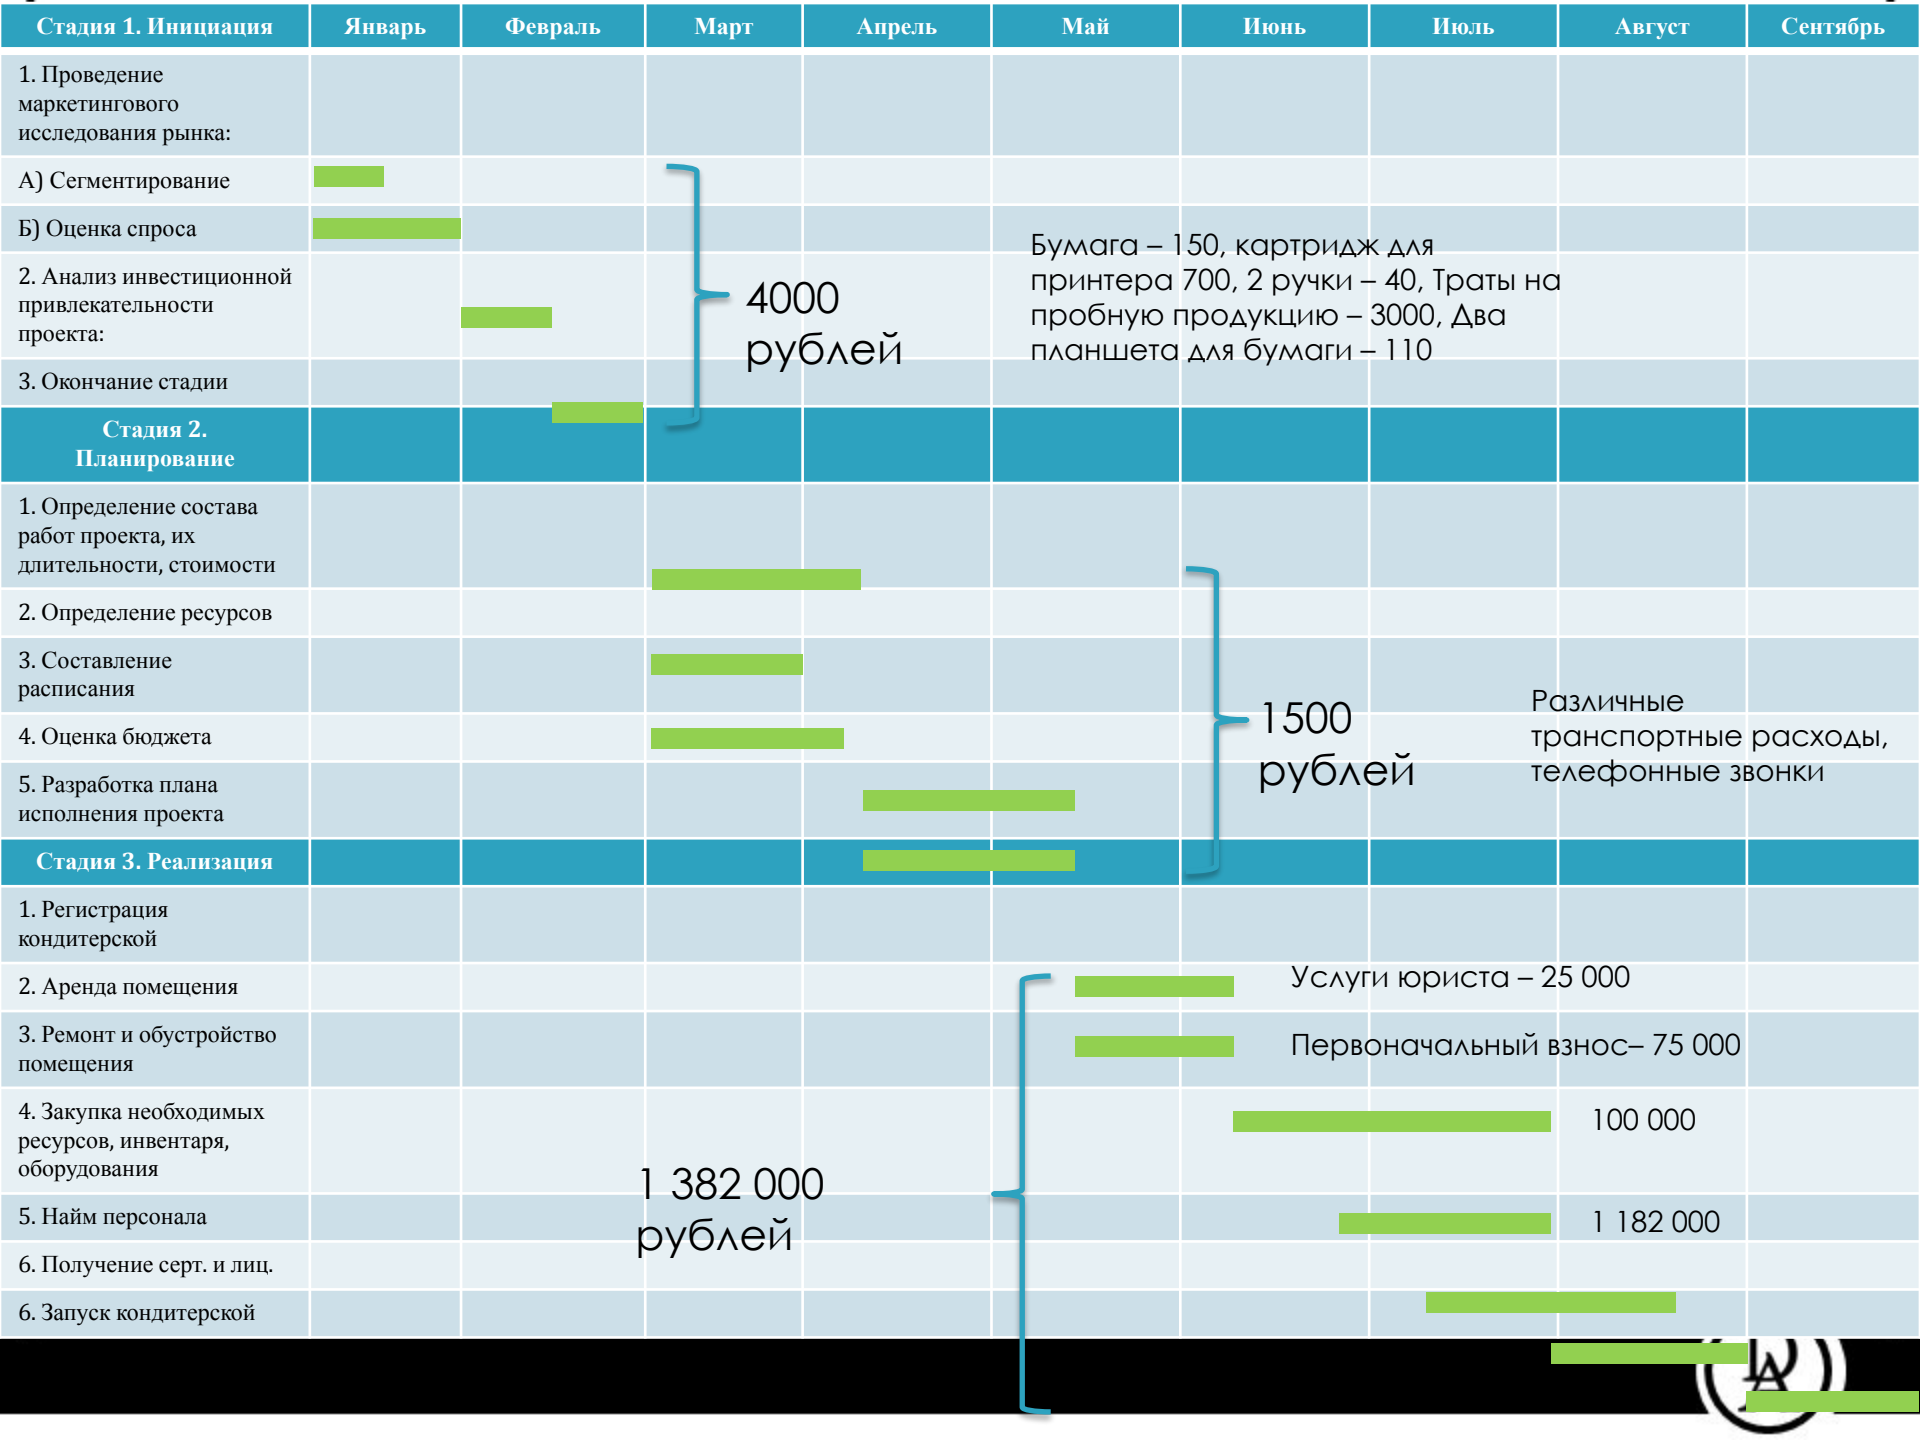 Стадия 1. Инициация Январь Февраль Март Апрель Май Июнь Июль Август Сентябрь
1. Проведение
маркетингового
исследования рынка:
А) Сегментирование
Б) Оценка спроса
2. Анализ инвестиционной
привлекательности
проекта:
3. Окончание стадии
4000
рублей
Бумага – 150, картридж для
принтера 700, 2 ручки – 40, Траты на
пробную продукцию – 3000, Два
планшета для бумаги – 110
Стадия 2.
Планирование
1. Определение состава
работ проекта, их
длительности, стоимости
2. Определение ресурсов
3. Составление
расписания
4. Оценка бюджета
5. Разработка плана
исполнения проекта
1500
рублей
Различные
транспортные расходы,
телефонные звонки
Стадия 3. Реализация
1. Регистрация
кондитерской
2. Аренда помещения
3. Ремонт и обустройство
помещения
4. Закупка необходимых
ресурсов, инвентаря,
оборудования
5. Найм персонала
6. Получение серт. и лиц.
6. Запуск кондитерской
1 382 000
рублей
Услуги юриста – 25 000
Первоначальный взнос– 75 000
100 000
1 182 000